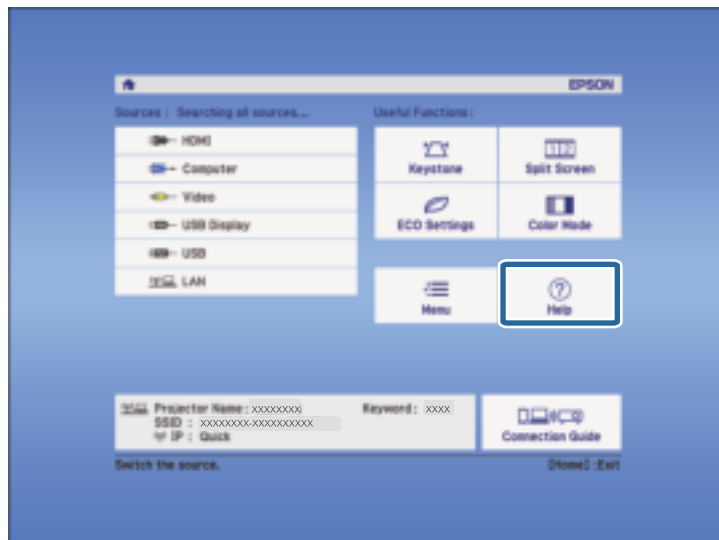 EPSON
Sources : Searching all sources...
Useful Functions :
HDMI
Computer
Video
USB Display
USB
LAN
Keystone
Split Screen
ECO Settings
Color Mode
Menu
Help
Projector Name : XXXXXXXX
Keyword : XXXX
SSID : XXXXXXXX-XXXXXXXXXX
IP : Quick
Connection Guide
Switch the source.
[Home] :Exit